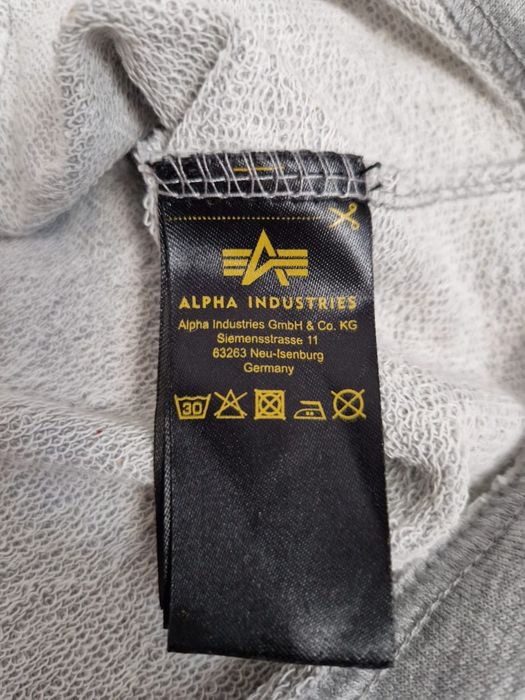 ALPHA INDUSTRIES
Alpha Industries GmbH & Co. KG
Siemensstrasse 11
63263 Neu-Isenburg
Germany
30